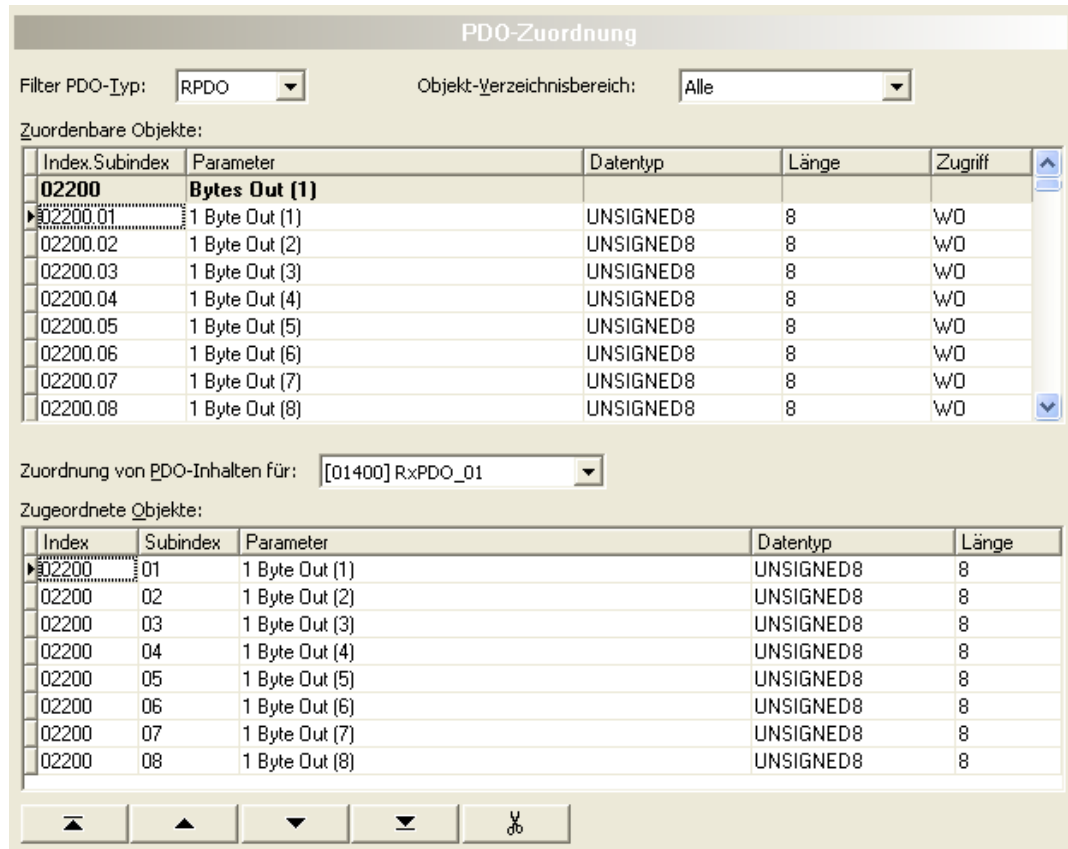 PDO-Zuordnung
Filter PDO-Typ: RPDO Objekt-Verzeichnisbereich: Alle
Zuordenbare Objekte:
Index.Subindex Parameter Datentyp Länge Zugriff
02200 Bytes Out (1)
02200.01 1 Byte Out (1) UNSIGNED8 8 WO
02200.02 1 Byte Out (2) UNSIGNED8 8 WO
02200.03 1 Byte Out (3) UNSIGNED8 8 WO
02200.04 1 Byte Out (4) UNSIGNED8 8 WO
02200.05 1 Byte Out (5) UNSIGNED8 8 WO
02200.06 1 Byte Out (6) UNSIGNED8 8 WO
02200.07 1 Byte Out (7) UNSIGNED8 8 WO
02200.08 1 Byte Out (8) UNSIGNED8 8 WO
Zuordnung von PDO-Inhalten für: [01400] RxPDO_01
Zugeordnete Objekte:
Index Subindex Parameter Datentyp Länge
02200 01 1 Byte Out (1) UNSIGNED8 8
02200 02 1 Byte Out (2) UNSIGNED8 8
02200 03 1 Byte Out (3) UNSIGNED8 8
02200 04 1 Byte Out (4) UNSIGNED8 8
02200 05 1 Byte Out (5) UNSIGNED8 8
02200 06 1 Byte Out (6) UNSIGNED8 8
02200 07 1 Byte Out (7) UNSIGNED8 8
02200 08 1 Byte Out (8) UNSIGNED8 8